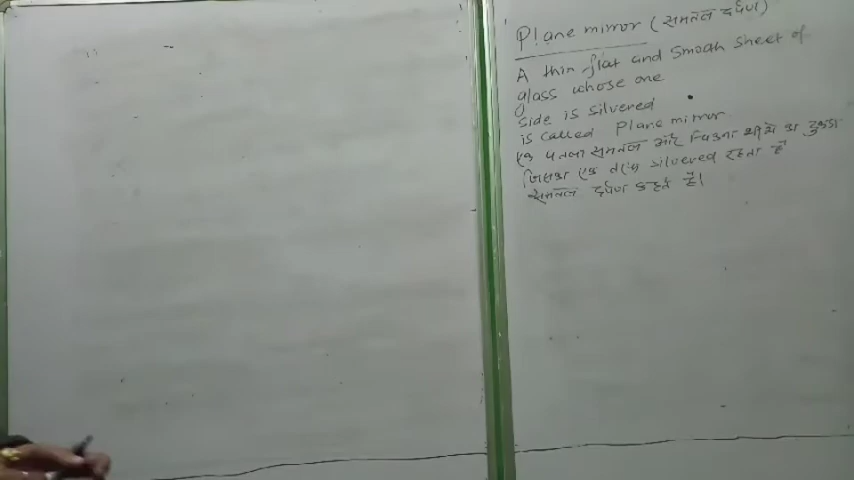 Plane mirror (समतल दर्पण)
A thin flat and smooth sheet of
glass whose one
side is silvered
is called Plane mirror
एक पतला समतल और चिकना शीशे का टुकडा
जिसका एक तरफ silvered रहता है
समतल दर्पण कहते हैं।